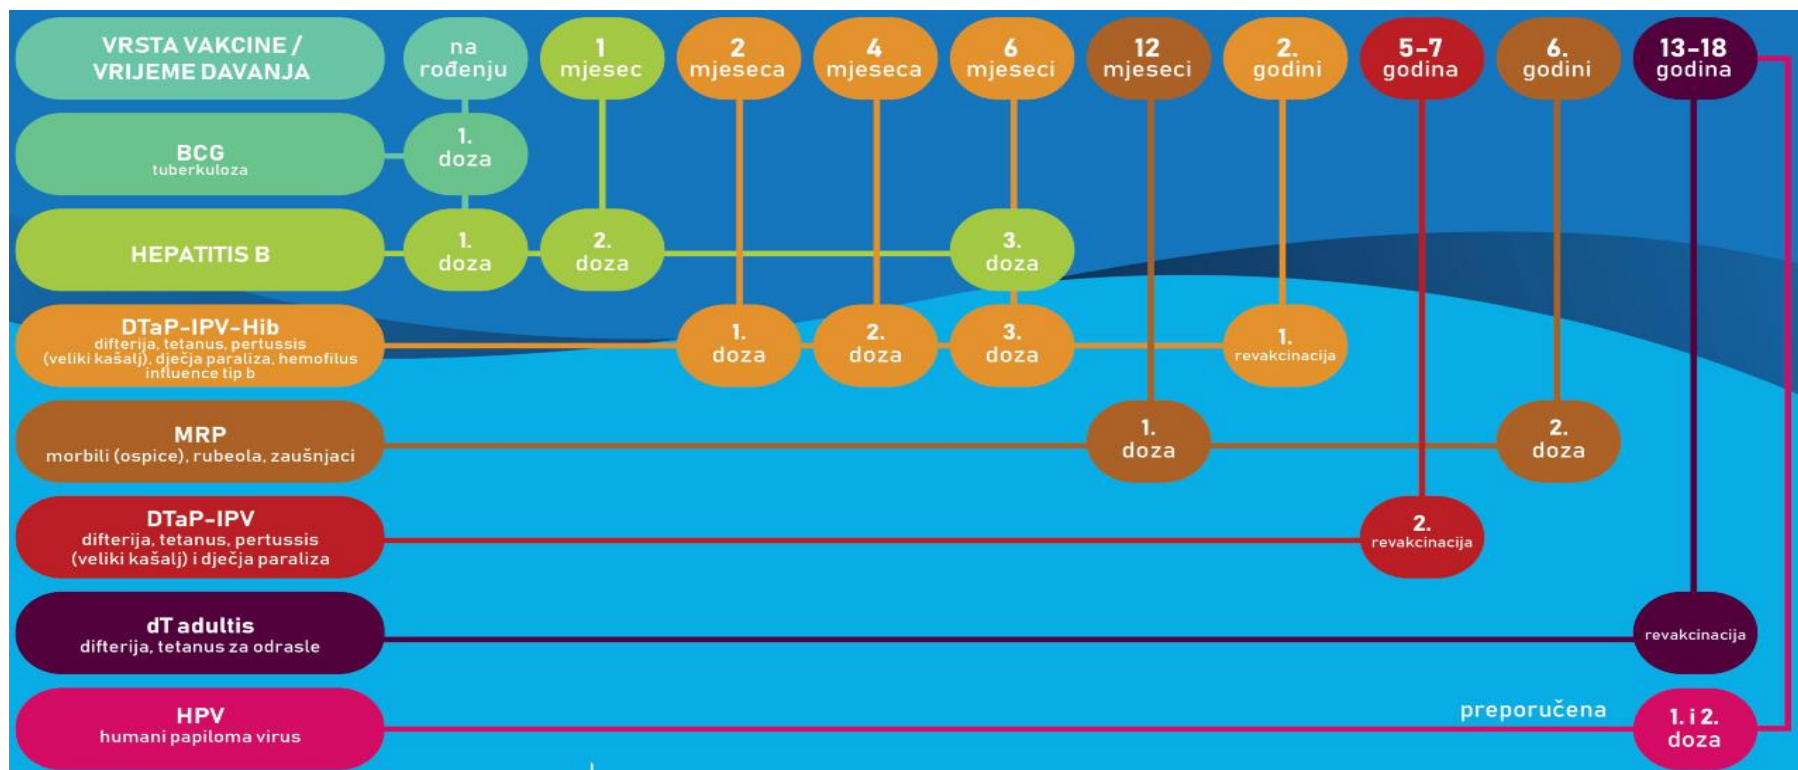 VRSTA VAKCINE /
VRIJEME DAVANJA
na
rođenju
1
mjesec
2
mjeseca
4
mjeseca
6
mjeseci
12
mjeseci
2.
godini
5-7
godina
6.
godini
13-18
godina
BCG
tuberkuloza
1.
doza
HEPATITIS B
1.
doza
2.
doza
3.
doza
DTaP-IPV-Hib
difterija, tetanus, pertussis
(veliki kašalj), dječja paraliza, hemofilus
influence tip b
1.
doza
2.
doza
3.
doza
1.
revakcinacija
MRP
morbili (ospice), rubeola, zaušnjaci
1.
doza
2.
doza
DTaP-IPV
difterija, tetanus, pertussis
(veliki kašalj) i dječja paraliza
2.
revakcinacija
dT adultis
difterija, tetanus za odrasle
revakcinacija
HPV
humani papiloma virus
preporučena
1. i 2.
doza